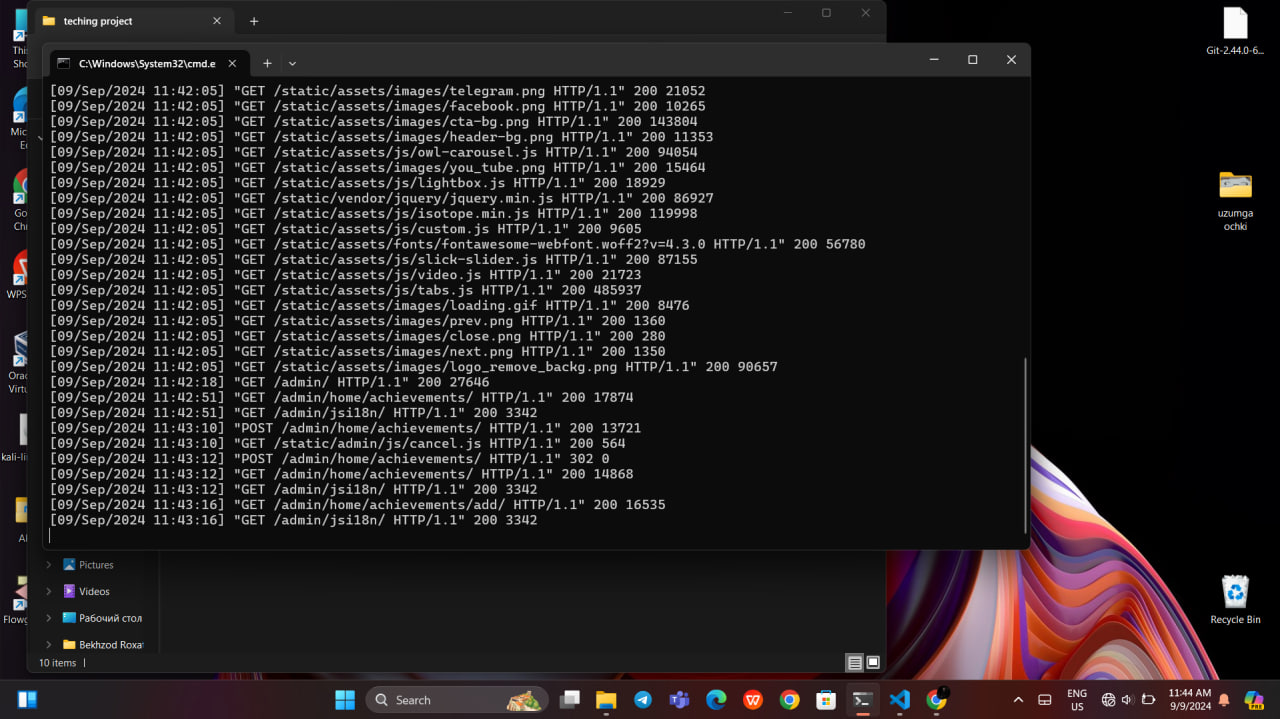 teching project
Git-2.44.0-6...
C:\Windows\System32\cmd.e
[09/Sep/2024 11:42:05] "GET /static/assets/images/telegram.png HTTP/1.1" 200 21052
[09/Sep/2024 11:42:05] "GET /static/assets/images/facebook.png HTTP/1.1" 200 10265
[09/Sep/2024 11:42:05] "GET /static/assets/images/cta-bg.png HTTP/1.1" 200 143804
[09/Sep/2024 11:42:05] "GET /static/assets/images/header-bg.png HTTP/1.1" 200 11353
[09/Sep/2024 11:42:05] "GET /static/assets/js/owl-carousel.js HTTP/1.1" 200 94054
[09/Sep/2024 11:42:05] "GET /static/assets/images/you_tube.png HTTP/1.1" 200 15464
[09/Sep/2024 11:42:05] "GET /static/assets/js/lightbox.js HTTP/1.1" 200 18929
[09/Sep/2024 11:42:05] "GET /static/vendor/jquery/jquery.min.js HTTP/1.1" 200 86927
[09/Sep/2024 11:42:05] "GET /static/assets/js/isotope.min.js HTTP/1.1" 200 119998
[09/Sep/2024 11:42:05] "GET /static/assets/js/custom.js HTTP/1.1" 200 9605
[09/Sep/2024 11:42:05] "GET /static/assets/fonts/fontawesome-webfont.woff2?v=4.3.0 HTTP/1.1" 200 56780
[09/Sep/2024 11:42:05] "GET /static/assets/js/slick-slider.js HTTP/1.1" 200 87155
[09/Sep/2024 11:42:05] "GET /static/assets/js/video.js HTTP/1.1" 200 21723
[09/Sep/2024 11:42:05] "GET /static/assets/js/tabs.js HTTP/1.1" 200 485937
[09/Sep/2024 11:42:05] "GET /static/assets/images/loading.gif HTTP/1.1" 200 8476
[09/Sep/2024 11:42:05] "GET /static/assets/images/prev.png HTTP/1.1" 200 1360
[09/Sep/2024 11:42:05] "GET /static/assets/images/close.png HTTP/1.1" 200 280
[09/Sep/2024 11:42:05] "GET /static/assets/images/next.png HTTP/1.1" 200 1350
[09/Sep/2024 11:42:05] "GET /static/assets/images/logo_remove_backg.png HTTP/1.1" 200 90657
[09/Sep/2024 11:42:18] "GET /admin/ HTTP/1.1" 200 27646
[09/Sep/2024 11:42:51] "GET /admin/home/achievements/ HTTP/1.1" 200 17874
[09/Sep/2024 11:42:51] "GET /admin/jsi18n/ HTTP/1.1" 200 3342
[09/Sep/2024 11:43:10] "POST /admin/home/achievements/ HTTP/1.1" 200 13721
[09/Sep/2024 11:43:10] "GET /static/admin/js/cancel.js HTTP/1.1" 200 564
[09/Sep/2024 11:43:12] "POST /admin/home/achievements/ HTTP/1.1" 302 0
[09/Sep/2024 11:43:12] "GET /admin/home/achievements/ HTTP/1.1" 200 14868
[09/Sep/2024 11:43:12] "GET /admin/jsi18n/ HTTP/1.1" 200 3342
[09/Sep/2024 11:43:16] "GET /admin/home/achievements/add/ HTTP/1.1" 200 16535
[09/Sep/2024 11:43:16] "GET /admin/jsi18n/ HTTP/1.1" 200 3342
uzumga
ochki
Pictures
Videos
Рабочий стол
Bekhzod Roxat
10 items
Recycle Bin
Search
ENG
US
11:44 AM
9/9/2024